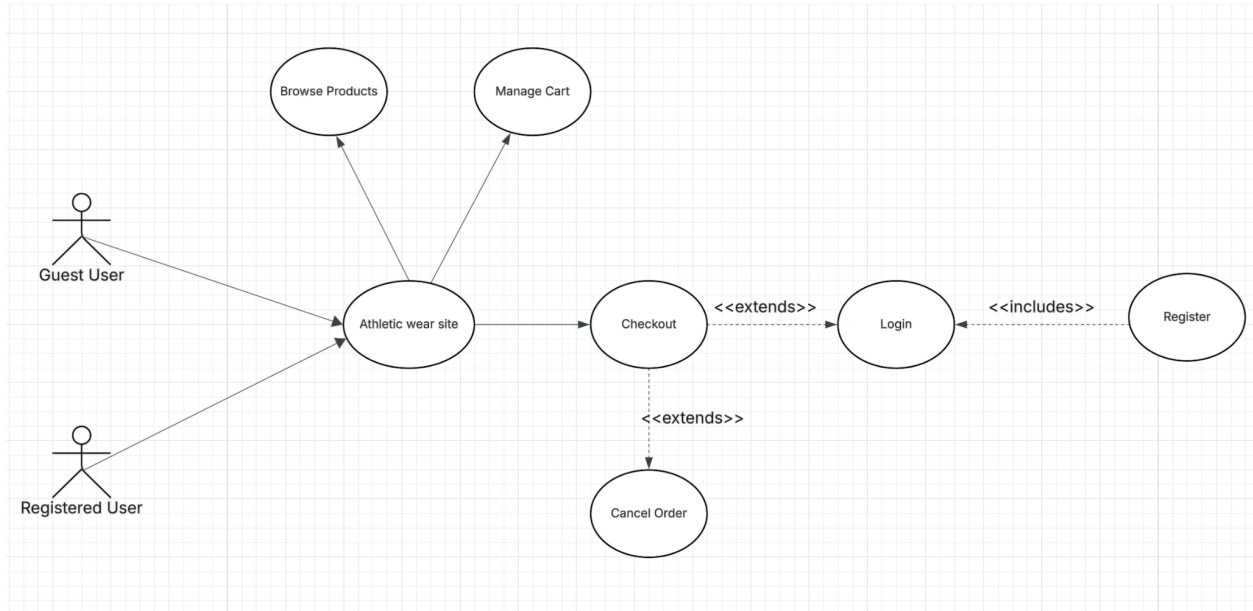 Browse Products
Manage Cart
Guest User
Athletic wear site
Checkout
<<extends>>
Login
<<includes>>
Register
<<extends>>
Registered User
Cancel Order